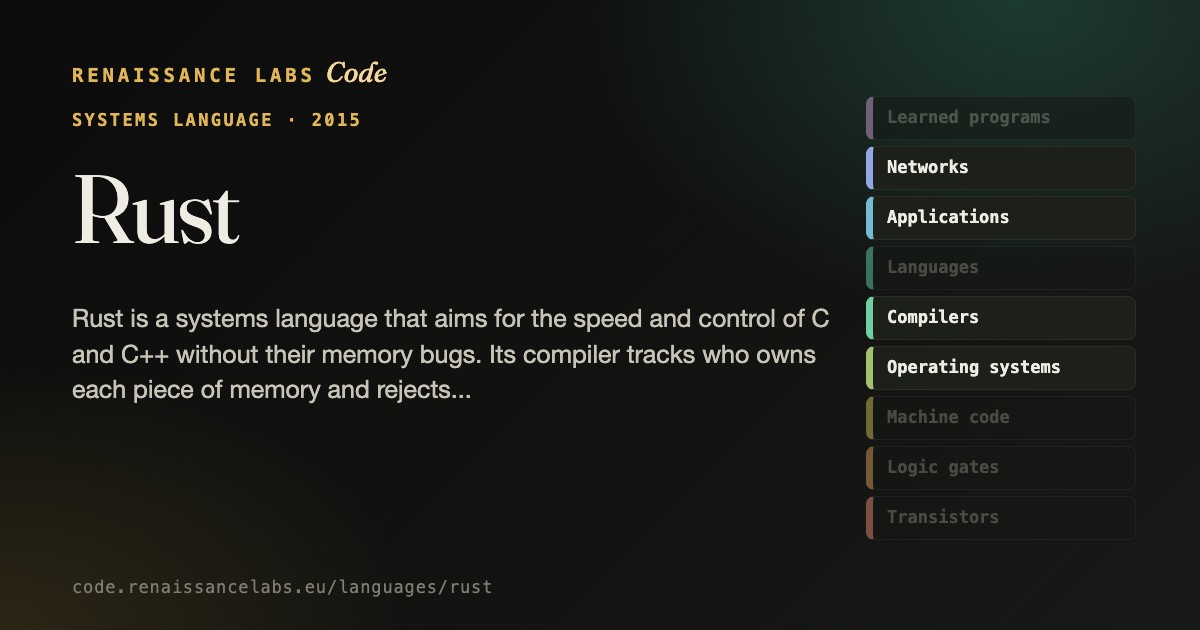 RENAISSANCE LABS Code
SYSTEMS LANGUAGE · 2015
Rust
Rust is a systems language that aims for the speed and control of C
and C++ without their memory bugs. Its compiler tracks who owns
each piece of memory and rejects...
Learned programs
Networks
Applications
Languages
Compilers
Operating systems
Machine code
Logic gates
Transistors
code.renaissancelabs.eu/languages/rust